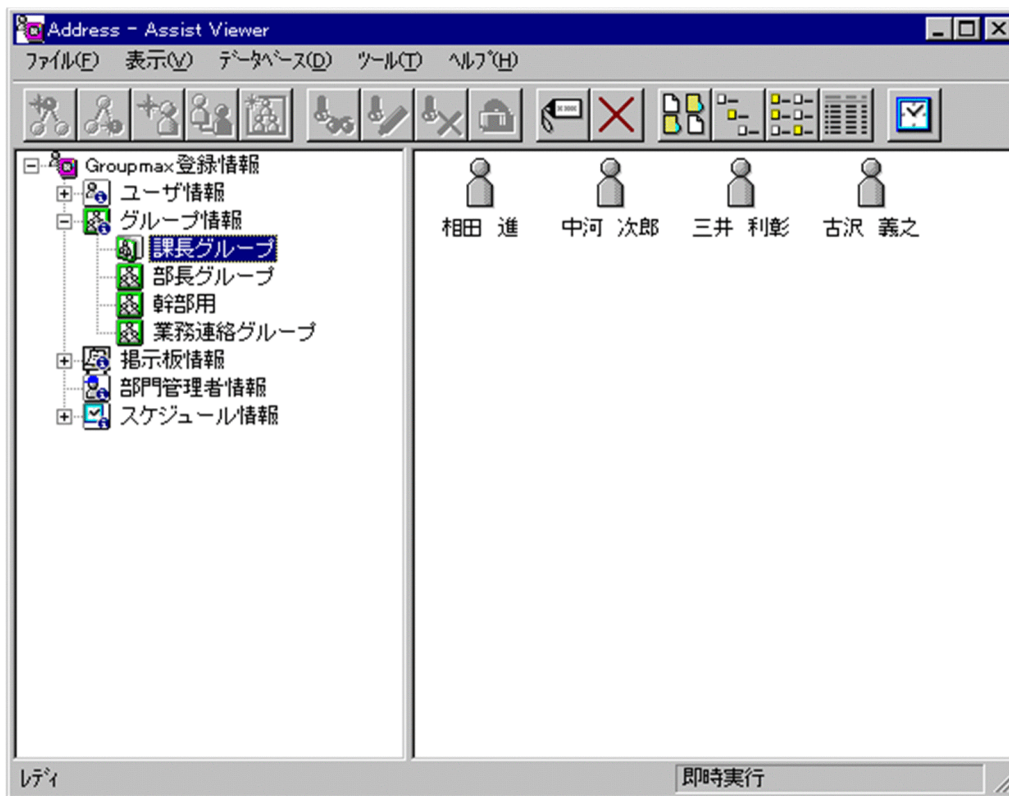 Address - Assist Viewer
ファイル(F) 表示(V) データベース(D) ツール(T) ヘルプ(H)
Groupmax登録情報
ユーザ情報
グループ情報
課長グループ
部長グループ
幹部用
業務連絡グループ
掲示板情報
部門管理者情報
スケジュール情報
相田 進 中河 次郎 三井 利彰 古沢 義之
レディ 即時実行